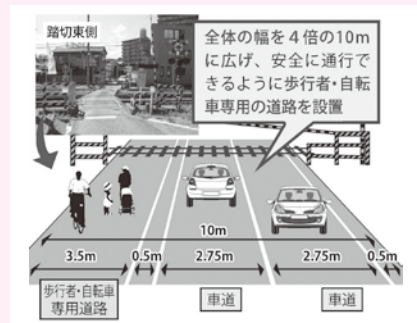 踏切東側
全体の幅を４倍の10m
に広げ、安全に通行で
きるように歩行者・自転
車専用の道路を設置
10m
3.5m
0.5m
2.75m
2.75m
0.5m
歩行者・自転車
専用道路
車道
車道